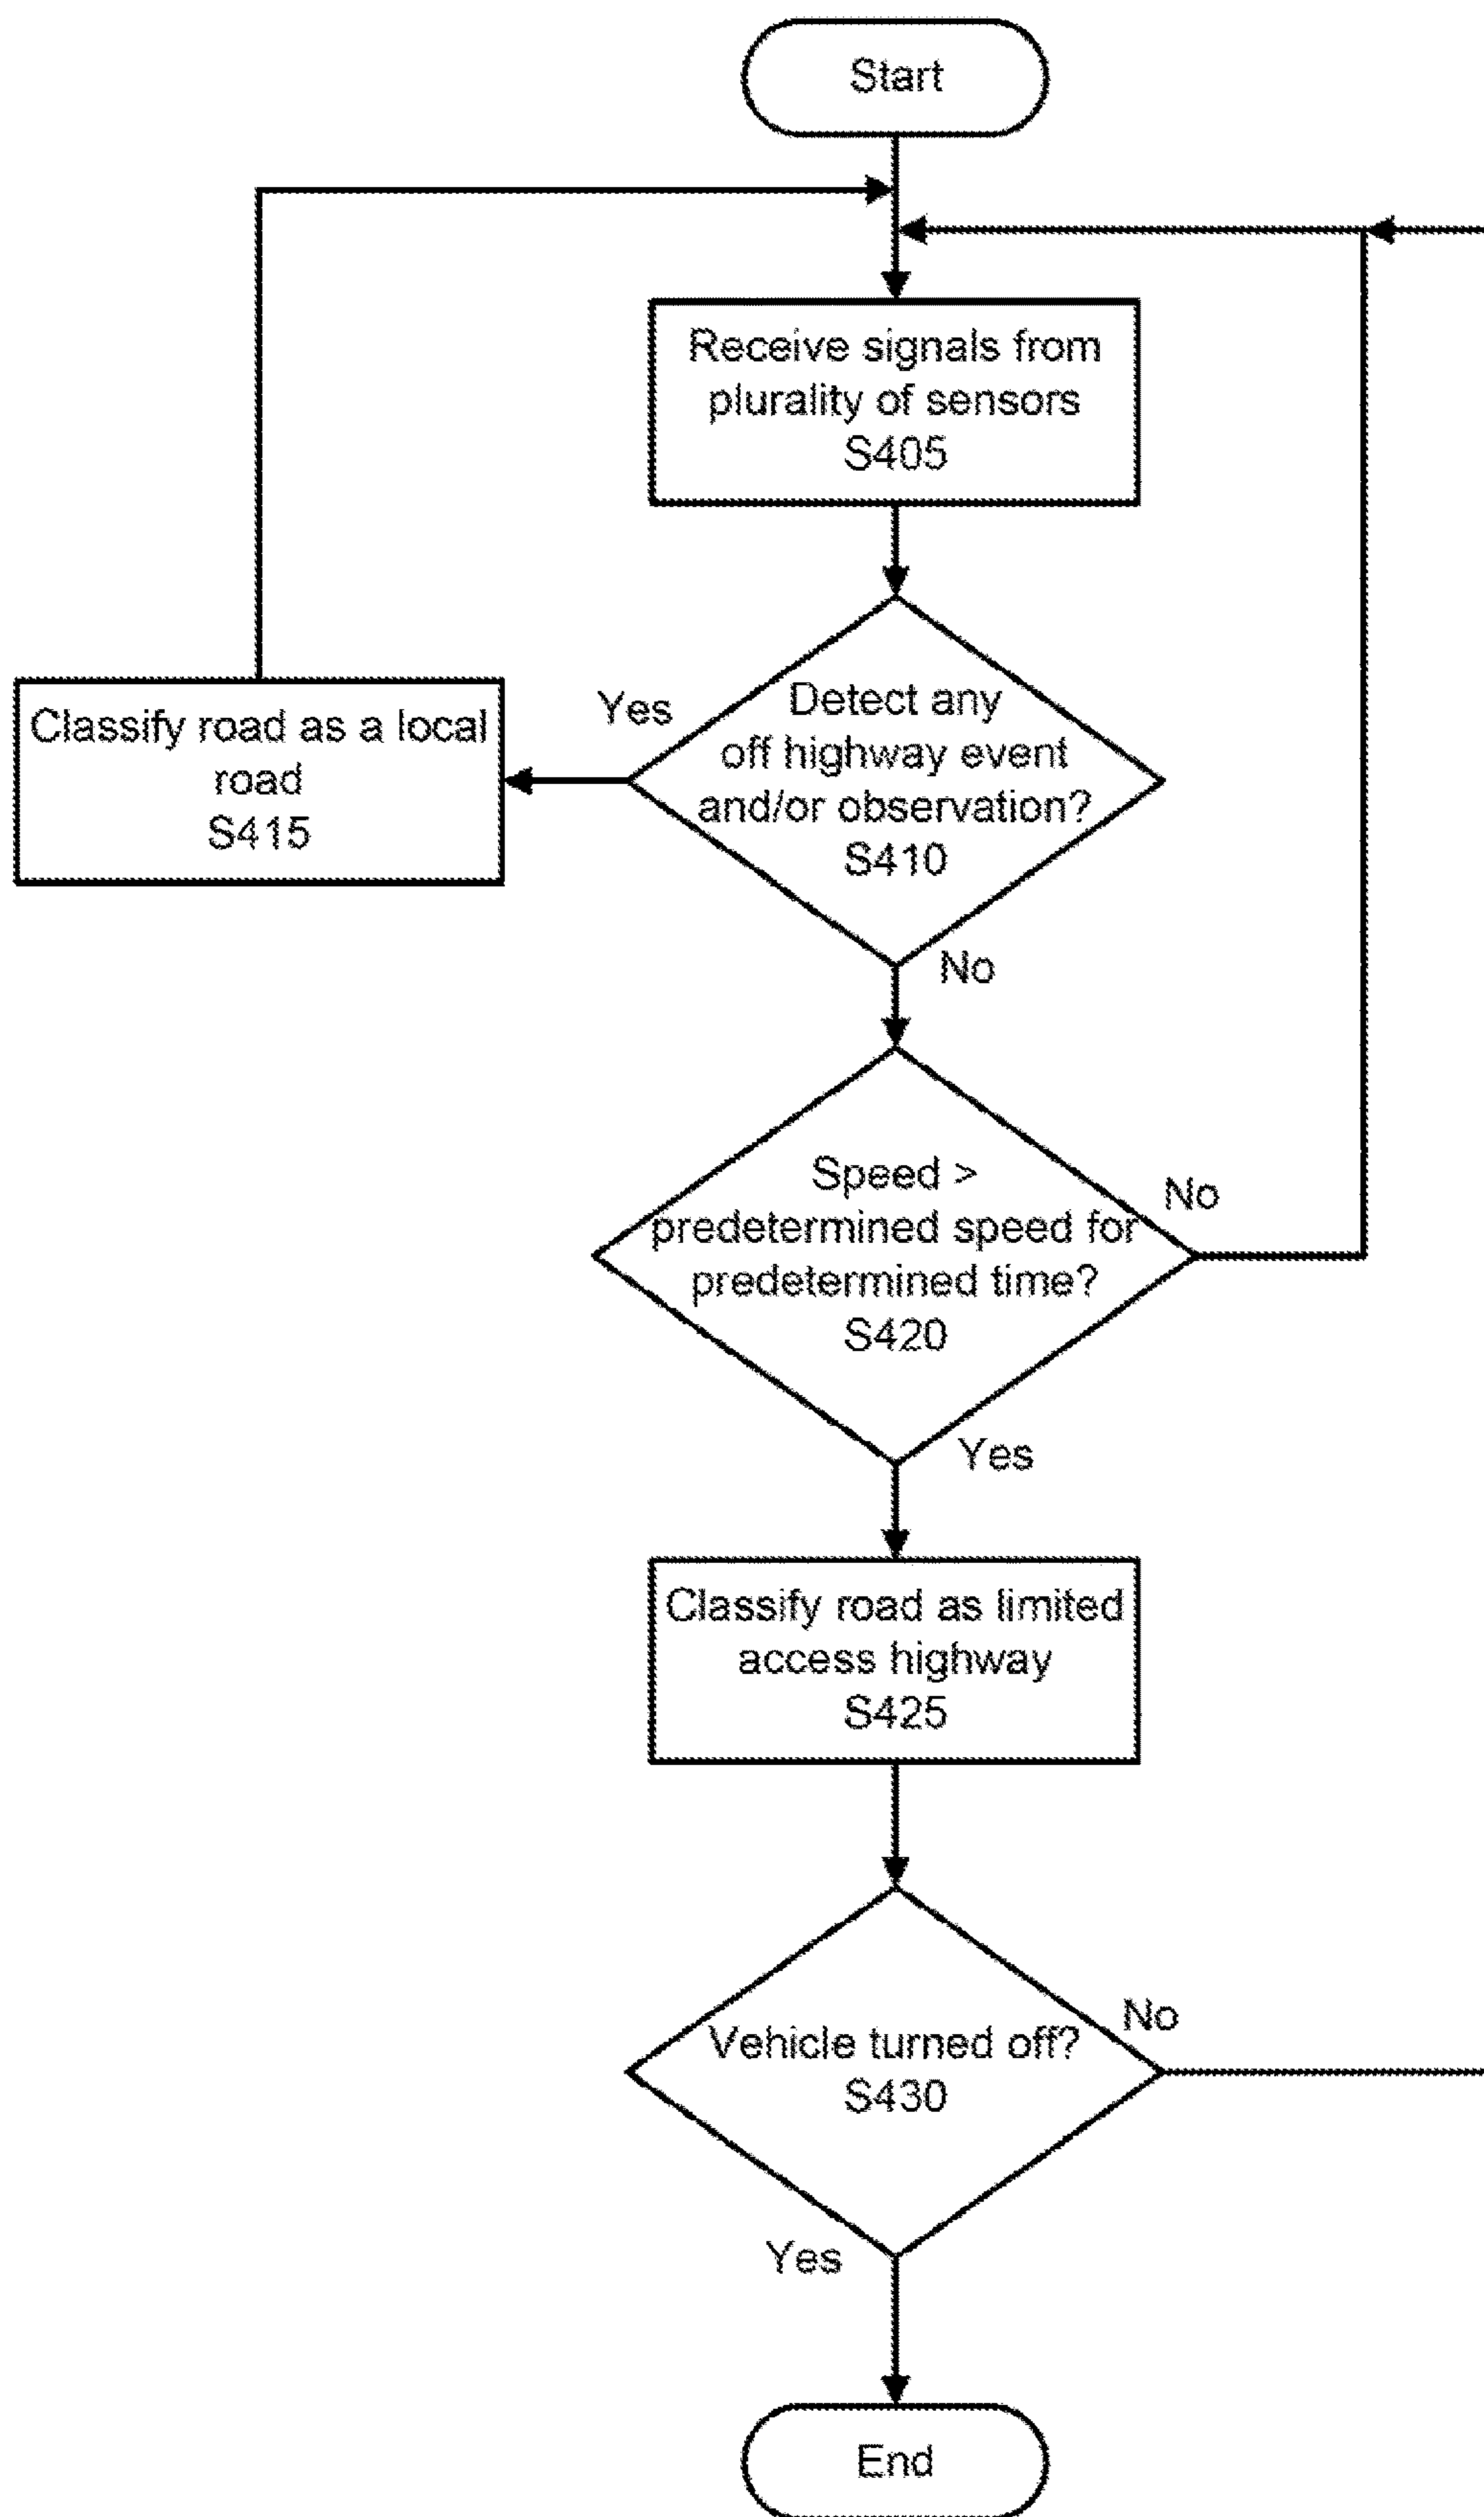 Start
Receive signals from
plurality of sensors
S405
Detect any
off highway event
and/or observation?
S410
Yes
Classify road as a local
road
S415
No
Speed >
predetermined speed for
predetermined time?
S420
No
Yes
Classify road as limited
access highway
S425
Vehicle turned off?
S430
No
Yes
End